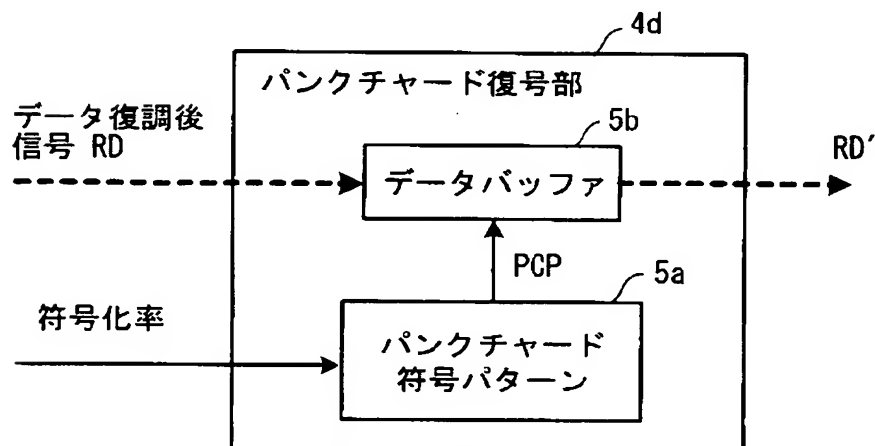 4d
パンクチャード復号部
データ復調後
信号 RD
5b
RD′
データバッファ
PCP
5a
符号化率
パンクチャード
符号パターン